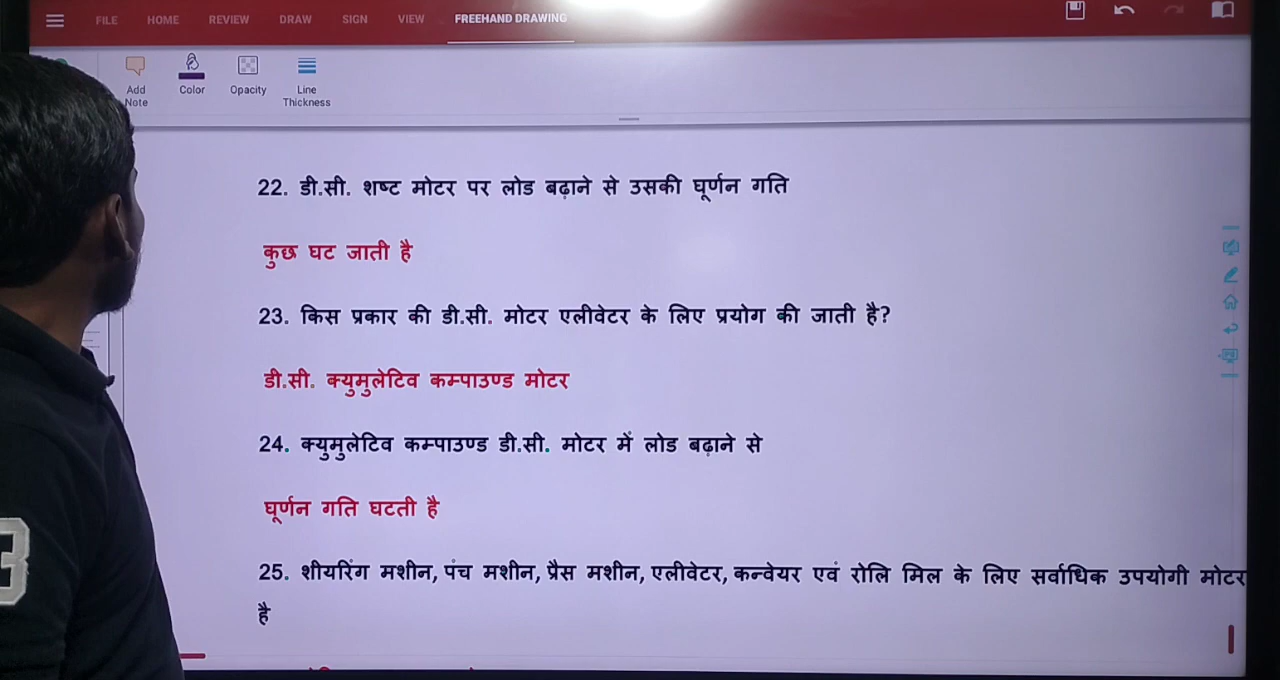 FILE HOME REVIEW DRAW SIGN VIEW FREEHAND DRAWING
Add Note
Color
Opacity
Line Thickness
22. डी.सी. शष्ट मोटर पर लोड बढ़ाने से उसकी घूर्णन गति
कुछ घट जाती है
23. किस प्रकार की डी.सी. मोटर एलीवेटर के लिए प्रयोग की जाती है?
डी.सी. क्युमुलेटिव कम्पाउण्ड मोटर
24. क्युमुलेटिव कम्पाउण्ड डी.सी. मोटर में लोड बढ़ाने से
घूर्णन गति घटती है
25. शीयरिंग मशीन, पंच मशीन, प्रैस मशीन, एलीवेटर, कन्वेयर एवं रोलि मिल के लिए सर्वाधिक उपयोगी मोटर
है
3